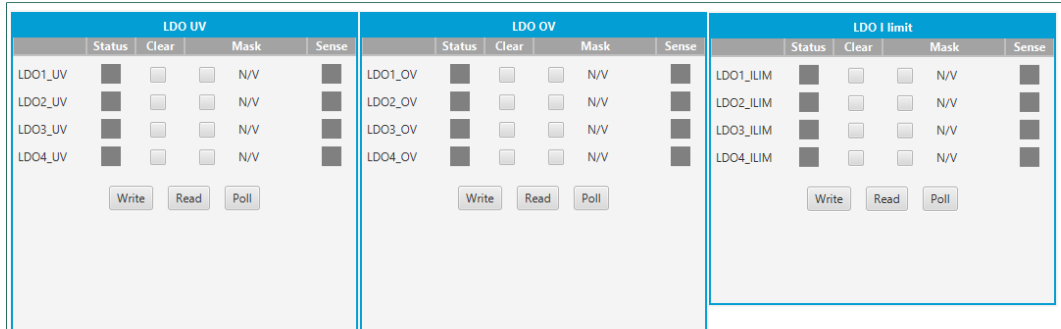 LDO UV
Status Clear Mask Sense
LDO1_UV N/V
LDO2_UV N/V
LDO3_UV N/V
LDO4_UV N/V
Write Read Poll
LDO OV
Status Clear Mask Sense
LDO1_OV N/V
LDO2_OV N/V
LDO3_OV N/V
LDO4_OV N/V
Write Read Poll
LDO I limit
Status Clear Mask Sense
LDO1_ILIM N/V
LDO2_ILIM N/V
LDO3_ILIM N/V
LDO4_ILIM N/V
Write Read Poll